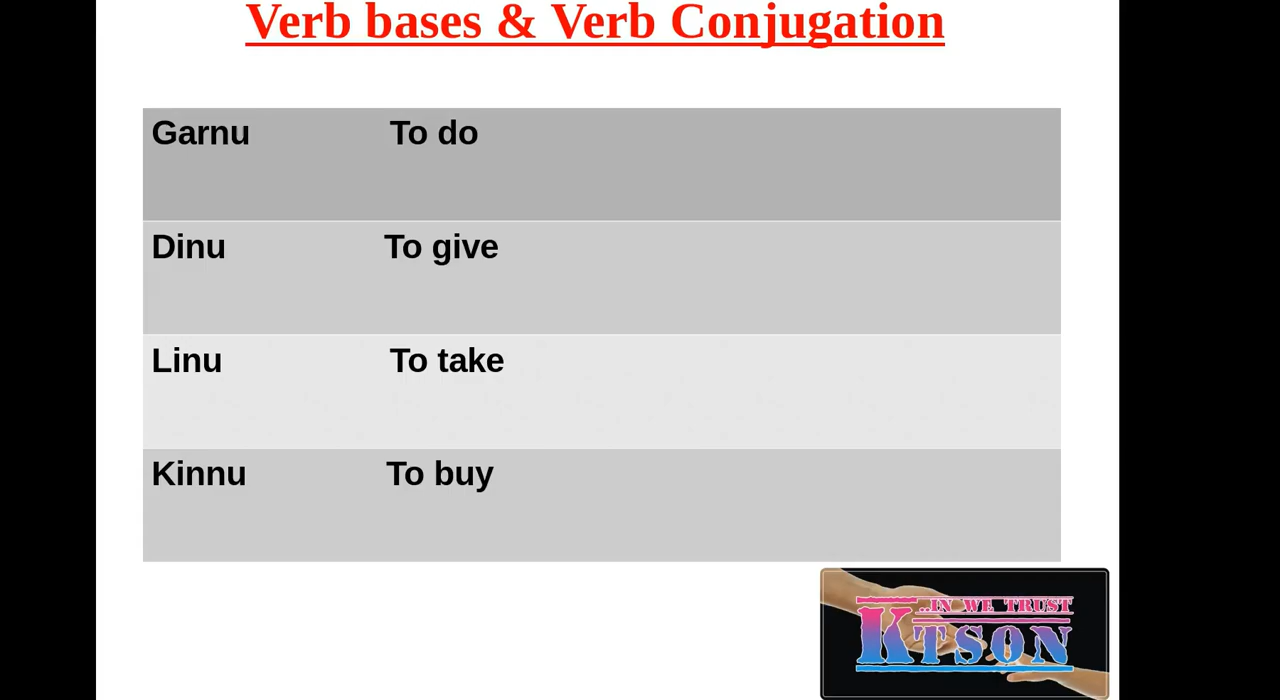 Verb bases & Verb Conjugation
Garnu To do
Dinu To give
Linu To take
Kinnu To buy
..IN WE TRUST
KTSON